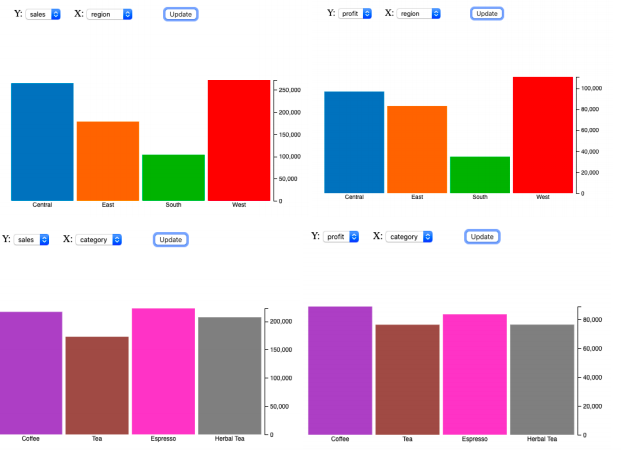 Y: sales X: region Update
250,000
200,000
150,000
100,000
50,000
0
Central East South West
Y: profit X: region Update
100,000
80,000
60,000
40,000
20,000
0
Central East South West
Y: sales X: category Update
200,000
150,000
100,000
50,000
0
Coffee Tea Espresso Herbal Tea
Y: profit X: category Update
80,000
60,000
40,000
20,000
0
Coffee Tea Espresso Herbal Tea